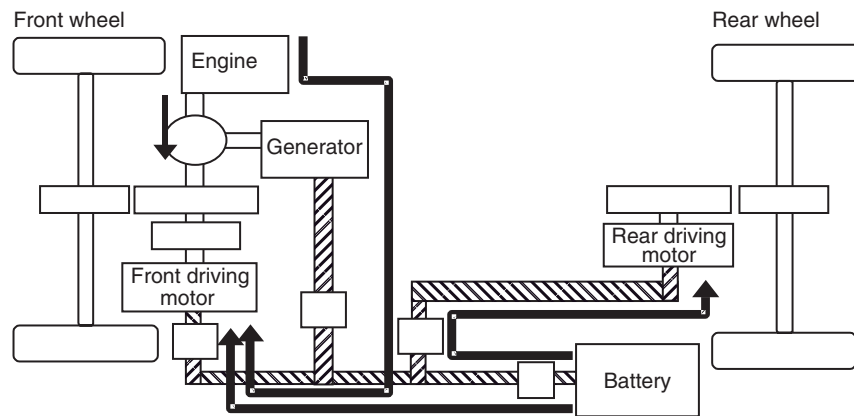 Front wheel
Rear wheel
Engine
Generator
Rear driving
motor
Front driving
motor
Battery